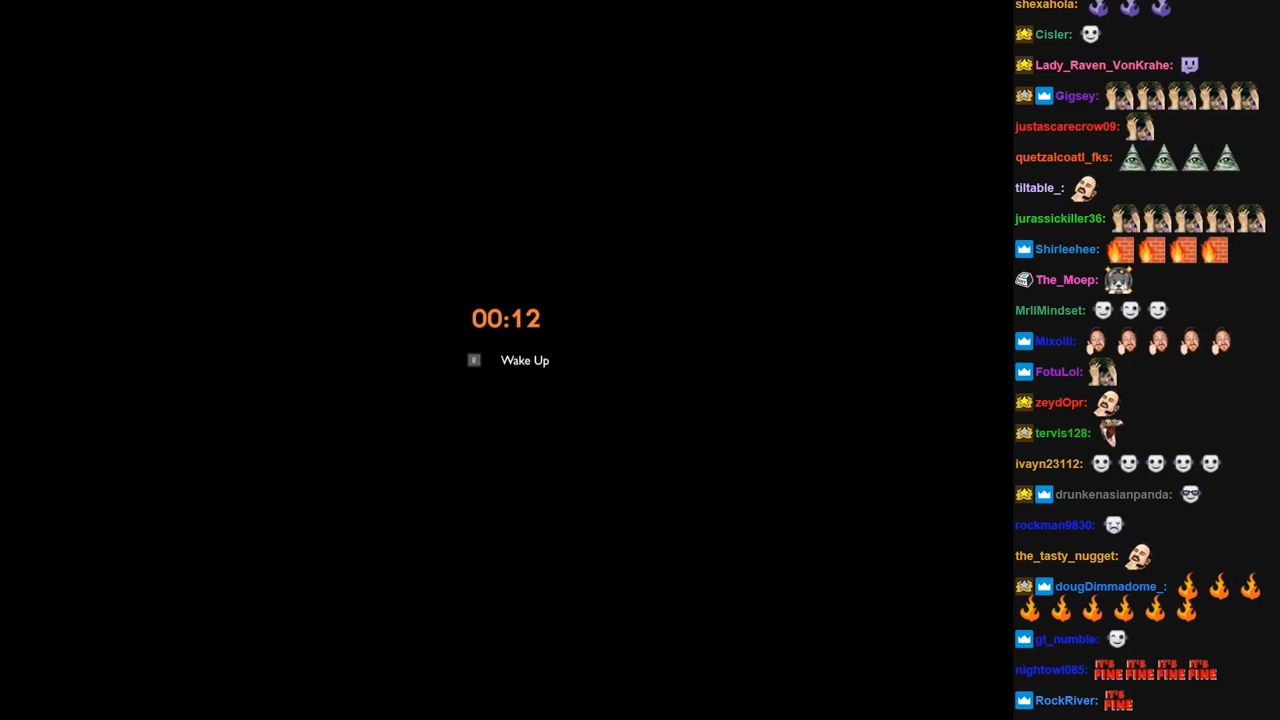 shexahola:
Cisler:
Lady_Raven_VonKrahe:
Gigsey:
justascarecrow09:
quetzalcoatl_fks:
tiltable_:
jurassickiller36:
Shirleehee:
The_Moep:
MrllMindset:
Mixolli:
FotuLol:
zeydOpr:
tervis128:
ivayn23112:
drunkenasianpanda:
rockman9830:
the_tasty_nugget:
dougDimmadome_:
gt_numble:
nightowl085: IT'S FINE IT'S FINE IT'S FINE IT'S FINE
RockRiver: IT'S FINE
00:12
Wake Up